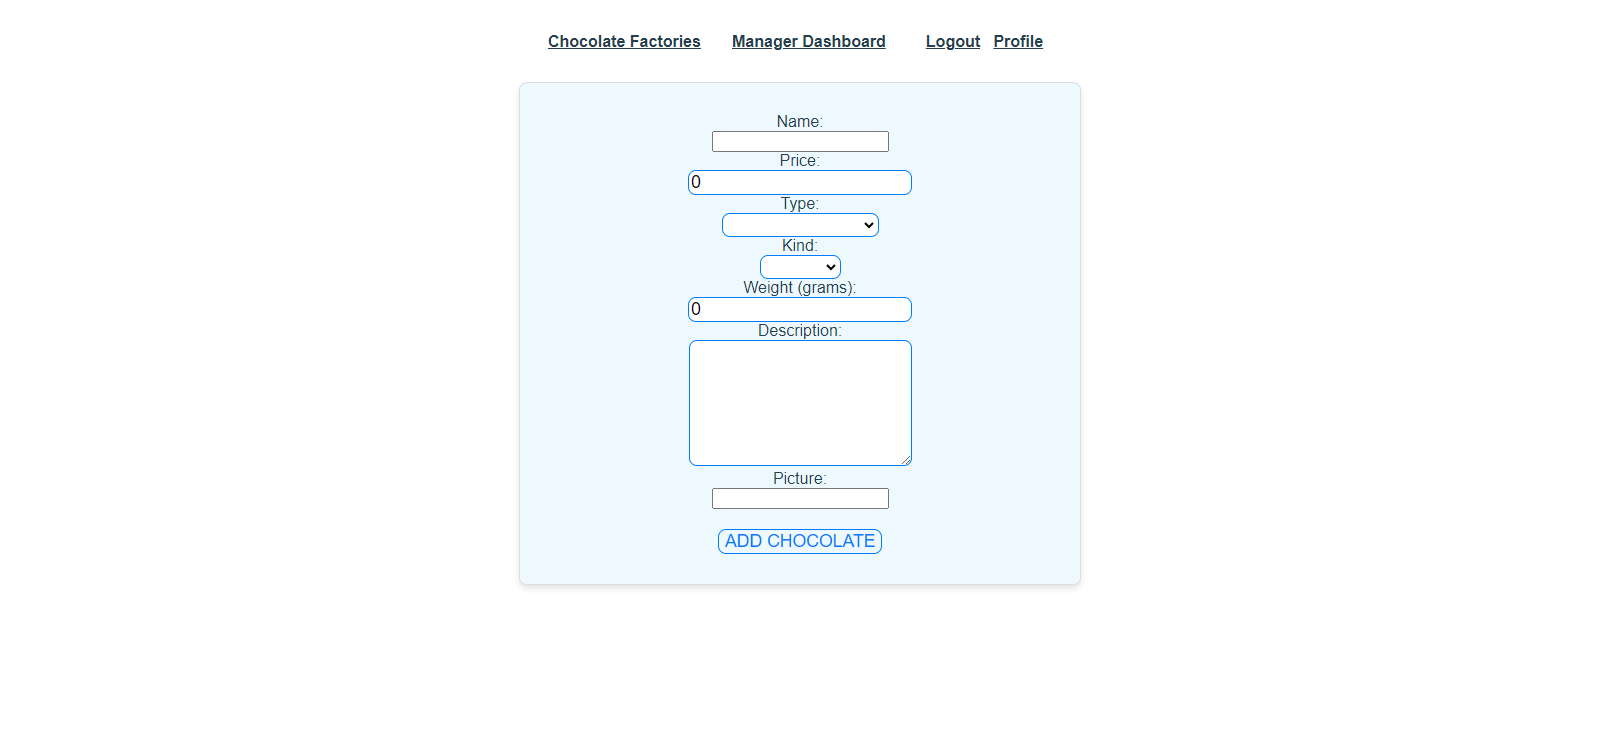 Chocolate Factories Manager Dashboard Logout Profile
Name:
Price:
0
Type:
Kind:
Weight (grams):
0
Description:
Picture:
ADD CHOCOLATE